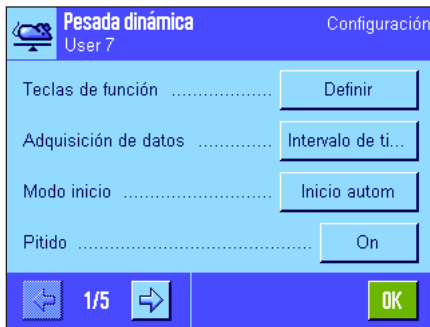 Pesada dinámica
Configuración
User 7
Teclas de función ................... Definir
Adquisición de datos .............. Intervalo de ti...
Modo inicio .............................. Inicio autom
Pitido ............................................... On
1/5
OK